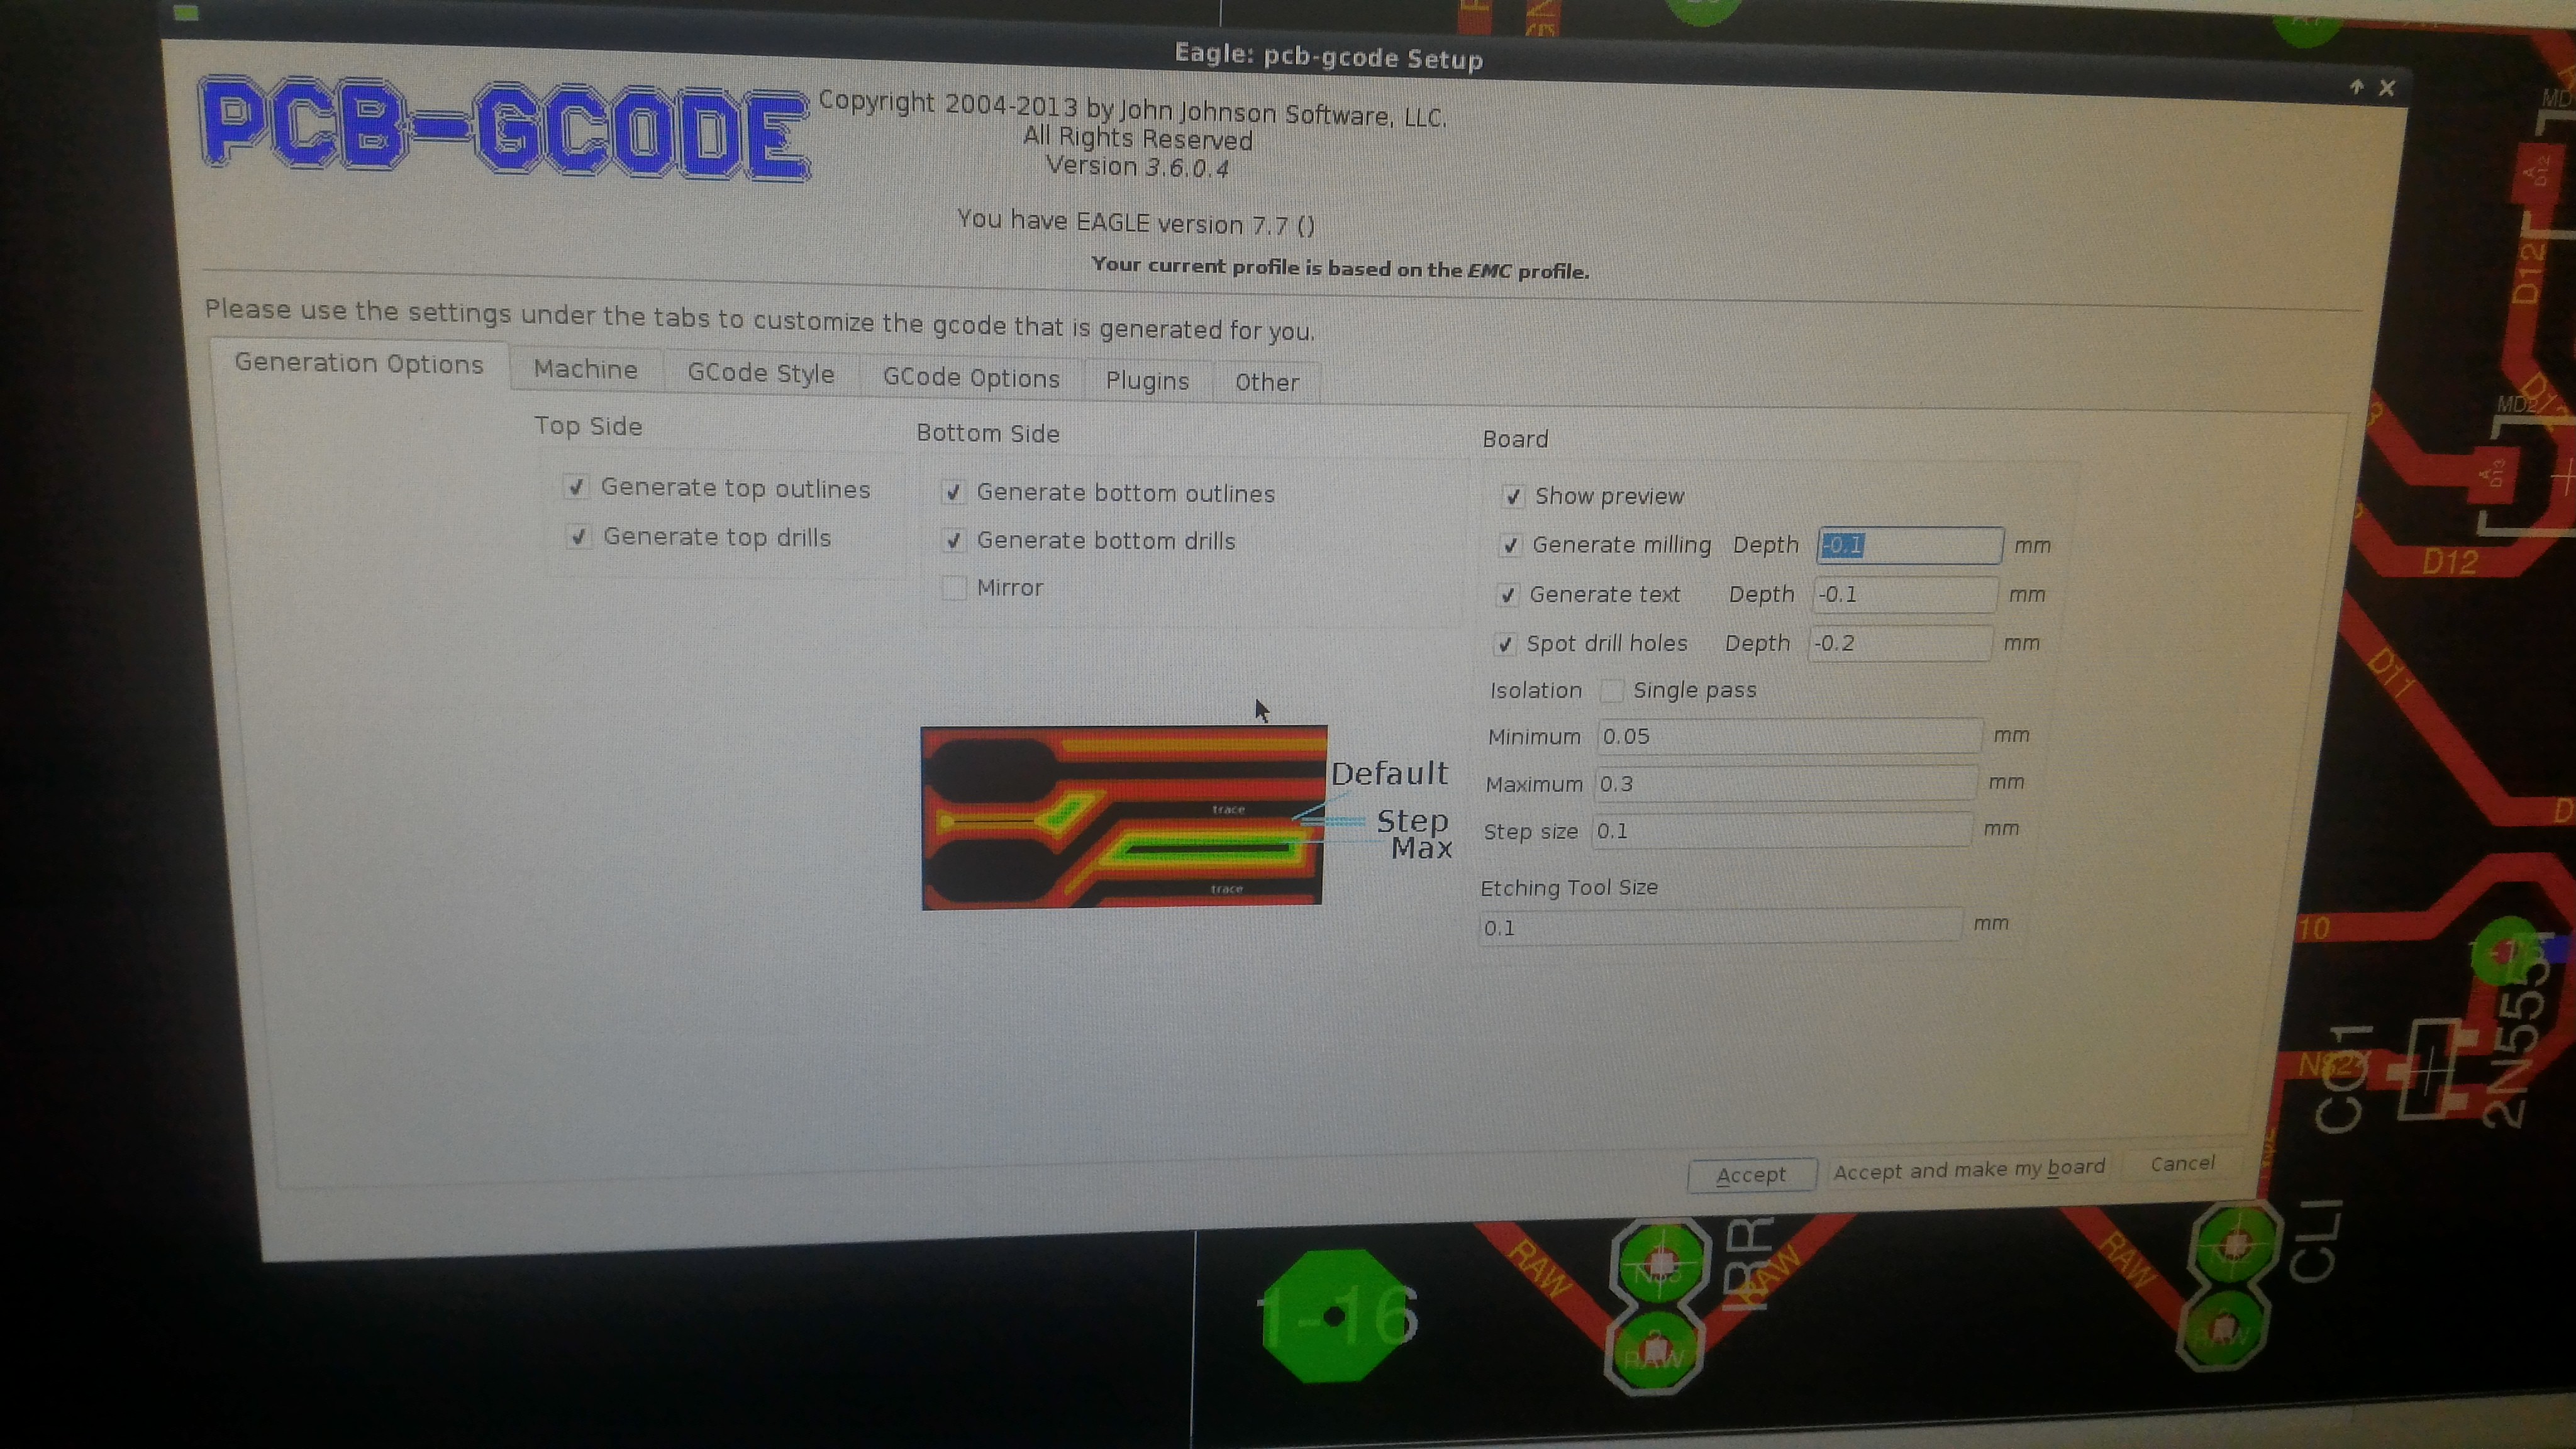 Eagle: pcb-gcode Setup
PCB-GCODE
Copyright 2004-2013 by John Johnson Software, LLC.
All Rights Reserved
Version 3.6.0.4
You have EAGLE version 7.7 ()
Your current profile is based on the EMC profile.
Please use the settings under the tabs to customize the gcode that is generated for you.
Generation Options Machine GCode Style GCode Options Plugins Other
Top Side
Generate top outlines
Generate top drills
Bottom Side
Generate bottom outlines
Generate bottom drills
Mirror
trace
trace
Default
Step
Max
Board
Show preview
Generate milling Depth -0.1 mm
Generate text Depth -0.1 mm
Spot drill holes Depth -0.2 mm
Isolation Single pass
Minimum 0.05 mm
Maximum 0.3 mm
Step size 0.1 mm
Etching Tool Size
0.1 mm
Accept Accept and make my board Cancel
MD
A
D12
D12
MD2
A
D13
D12
D11
D
10
2N555
CO1
CLI
RAW
1-16
RAW
RAW
RAW